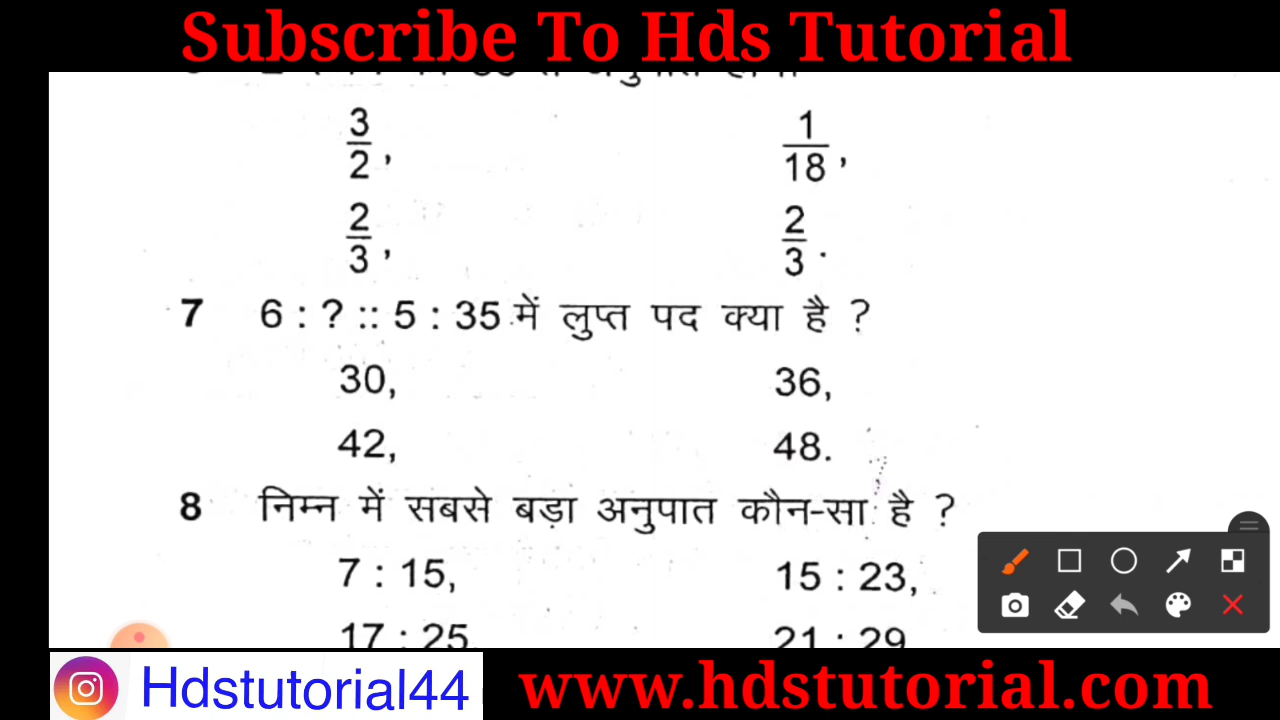 Subscribe To Hds Tutorial
3/2, 1/18,
2/3, 2/3.
7 6 : ? :: 5 : 35 में लुप्त पद क्या है ?
30, 36,
42, 48.
8 निम्न में सबसे बड़ा अनुपात कौन-सा है ?
7 : 15, 15 : 23,
17 : 25 21 : 29
Hdstutorial44 www.hdstutorial.com